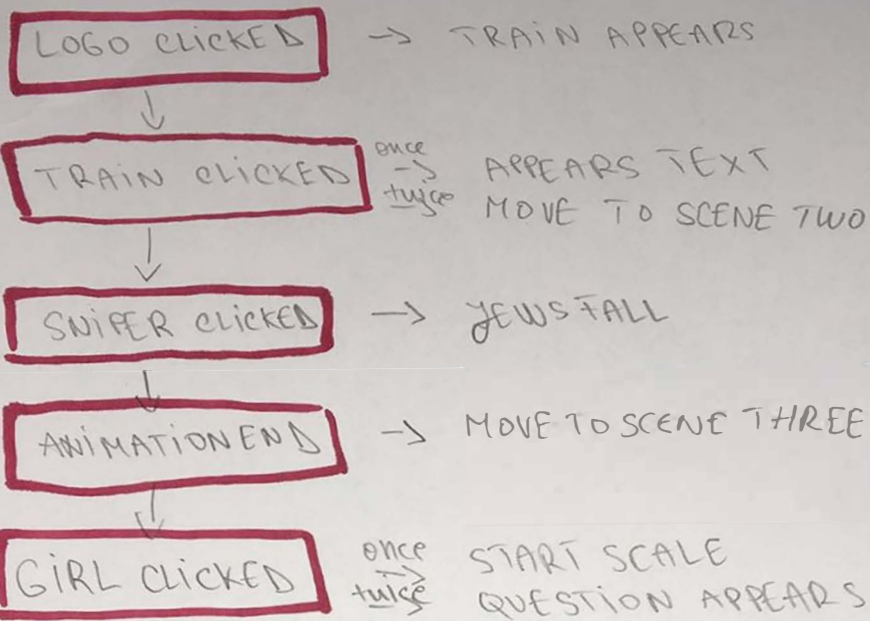 LOGO CLICKED → TRAIN APPEARS
TRAIN CLICKED once → APPEARS TEXT
twice MOVE TO SCENE TWO
SNIPER CLICKED → JEWS FALL
ANIMATION END → MOVE TO SCENE THREE
GIRL CLICKED once → START SCALE
twice QUESTION APPEARS